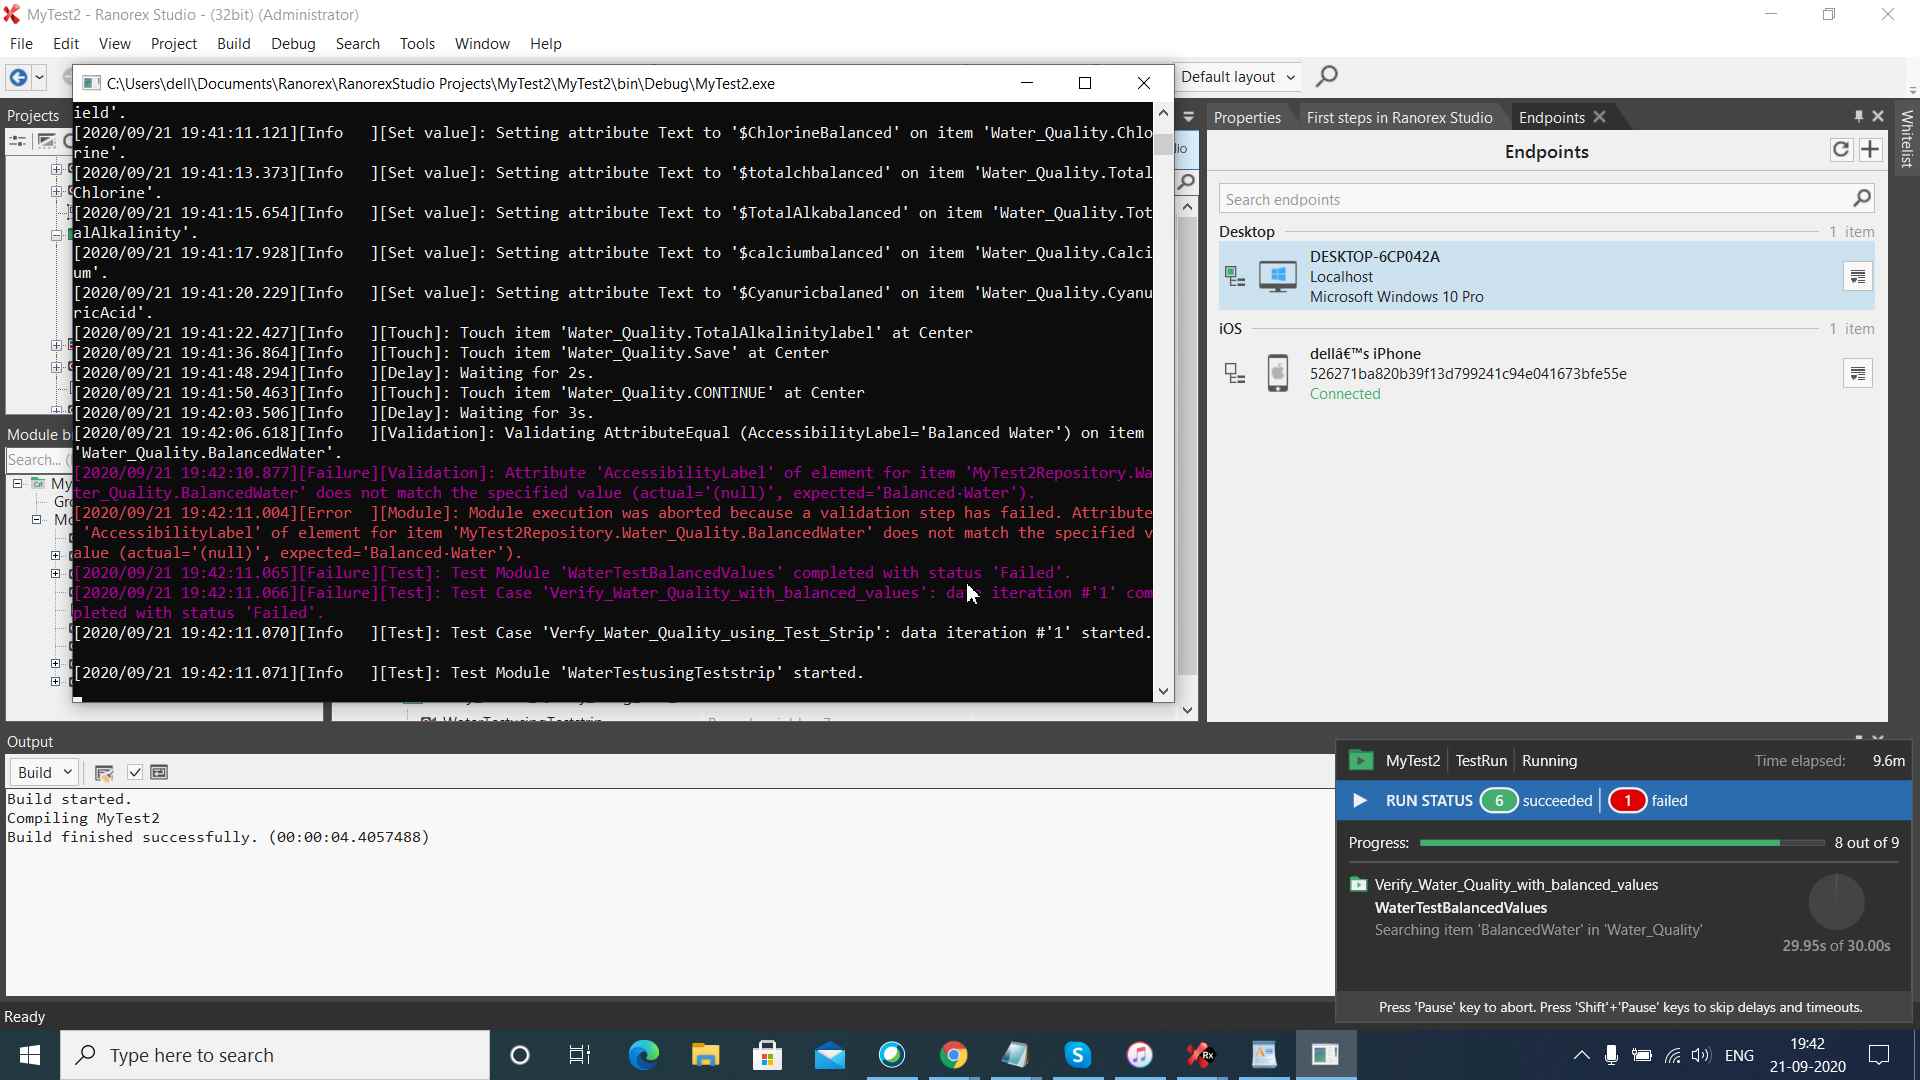 MyTest2 - Ranorex Studio - (32bit) (Administrator)
File Edit View Project Build Debug Search Tools Window Help
C:\Users\dell\Documents\Ranorex\RanorexStudio Projects\MyTest2\MyTest2\bin\Debug\MyTest2.exe
Default layout
Projects
ield'.
[2020/09/21 19:41:11.121][Info   ][Set value]: Setting attribute Text to '$ChlorineBalanced' on item 'Water_Quality.Chlo
rine'.
[2020/09/21 19:41:13.373][Info   ][Set value]: Setting attribute Text to '$totalchbalanced' on item 'Water_Quality.Total
Chlorine'.
[2020/09/21 19:41:15.654][Info   ][Set value]: Setting attribute Text to '$TotalAlkabalanced' on item 'Water_Quality.Tot
alAlkalinity'.
[2020/09/21 19:41:17.928][Info   ][Set value]: Setting attribute Text to '$calciumbalanced' on item 'Water_Quality.Calci
um'.
[2020/09/21 19:41:20.229][Info   ][Set value]: Setting attribute Text to '$Cyanuricbalaned' on item 'Water_Quality.Cyanu
ricAcid'.
[2020/09/21 19:41:22.427][Info   ][Touch]: Touch item 'Water_Quality.TotalAlkalinitylabel' at Center
[2020/09/21 19:41:36.864][Info   ][Touch]: Touch item 'Water_Quality.Save' at Center
[2020/09/21 19:41:48.294][Info   ][Delay]: Waiting for 2s.
[2020/09/21 19:41:50.463][Info   ][Touch]: Touch item 'Water_Quality.CONTINUE' at Center
[2020/09/21 19:42:03.506][Info   ][Delay]: Waiting for 3s.
[2020/09/21 19:42:06.618][Info   ][Validation]: Validating AttributeEqual (AccessibilityLabel='Balanced Water') on item
'Water_Quality.BalancedWater'.
[2020/09/21 19:42:10.877][Failure][Validation]: Attribute 'AccessibilityLabel' of element for item 'MyTest2Repository.Wa
ter_Quality.BalancedWater' does not match the specified value (actual='(null)', expected='Balanced-Water').
[2020/09/21 19:42:11.004][Error  ][Module]: Module execution was aborted because a validation step has failed. Attribute
'AccessibilityLabel' of element for item 'MyTest2Repository.Water_Quality.BalancedWater' does not match the specified v
alue (actual='(null)', expected='Balanced-Water').
[2020/09/21 19:42:11.065][Failure][Test]: Test Module 'WaterTestBalancedValues' completed with status 'Failed'.
[2020/09/21 19:42:11.066][Failure][Test]: Test Case 'Verify_Water_Quality_with_balanced_values': iteration #'1' com
pleted with status 'Failed'.
[2020/09/21 19:42:11.070][Info   ][Test]: Test Case 'Verfy_Water_Quality_using_Test_Strip': data iteration #'1' started.
[2020/09/21 19:42:11.071][Info   ][Test]: Test Module 'WaterTestusingTeststrip' started.
Module b
Search...
My
Properties First steps in Ranorex Studio Endpoints
Whitelist
Endpoints
Search endpoints
Desktop 1 item
DESKTOP-6CP042A
Localhost
Microsoft Windows 10 Pro
iOS 1 item
dellâ€™s iPhone
526271ba820b39f13d799241c94e041673bfe55e
Connected
Output
Build
Build started.
Compiling MyTest2
Build finished successfully. (00:00:04.4057488)
MyTest2 TestRun Running Time elapsed: 9.6m
RUN STATUS 6 succeeded 1 failed
Progress: 8 out of 9
Verify_Water_Quality_with_balanced_values
WaterTestBalancedValues
Searching item 'BalancedWater' in 'Water_Quality'
29.95s of 30.00s
Press 'Pause' key to abort. Press 'Shift'+'Pause' keys to skip delays and timeouts.
Ready
Type here to search
ENG
19:42
21-09-2020